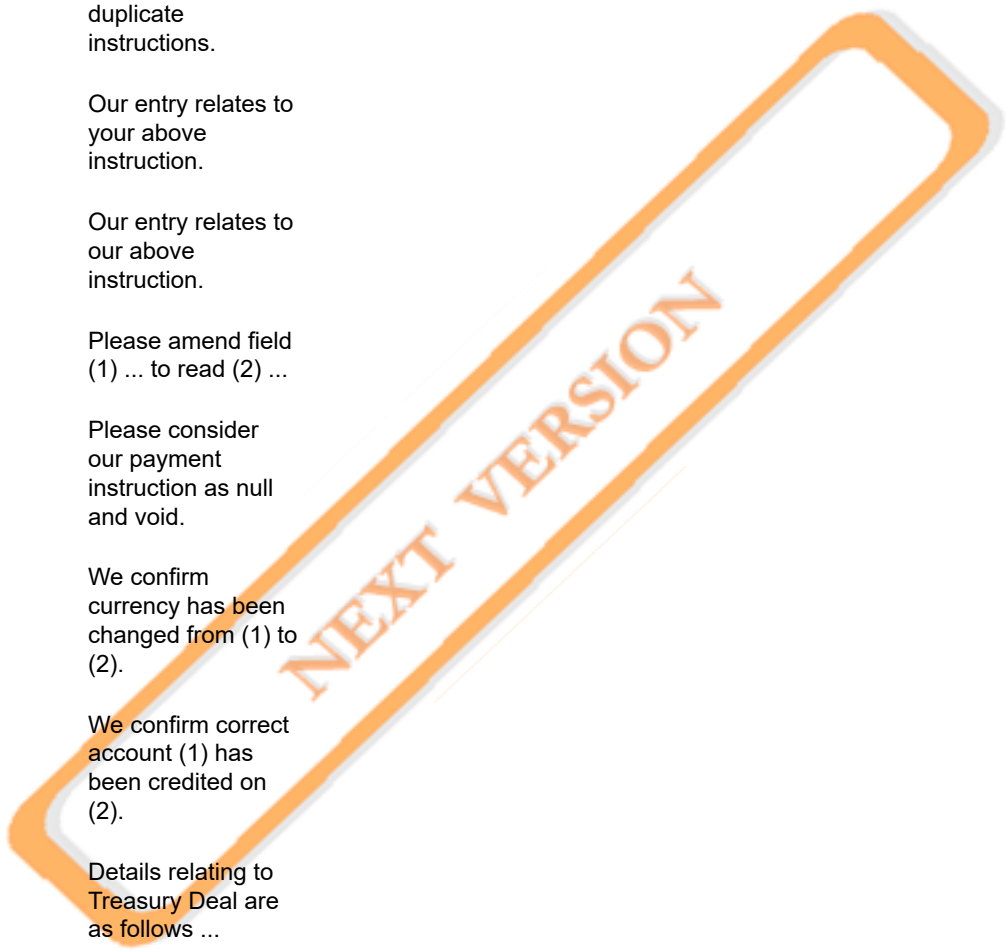 duplicate
instructions.
Our entry relates to
your above
instruction.
Our entry relates to
our above
instruction.
Please amend field
(1) ... to read (2) ...
Please consider
our payment
instruction as null
and void.
We confirm
currency has been
changed from (1) to
(2).
We confirm correct
account (1) has
been credited on
(2).
Details relating to
Treasury Deal are
as follows ...
NEXT VERSION